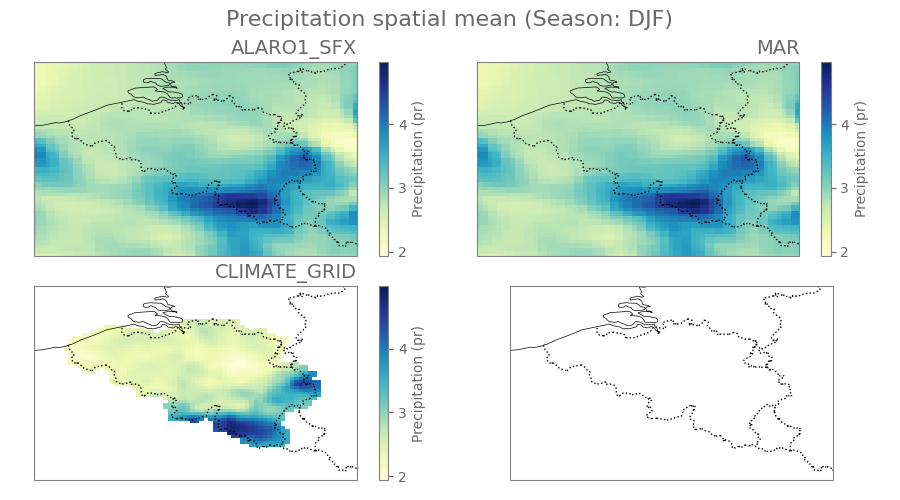 Precipitation spatial mean (Season: DJF)
ALARO1_SFX
4
3
2
Precipitation (pr)
MAR
4
3
2
Precipitation (pr)
CLIMATE_GRID
4
3
2
Precipitation (pr)